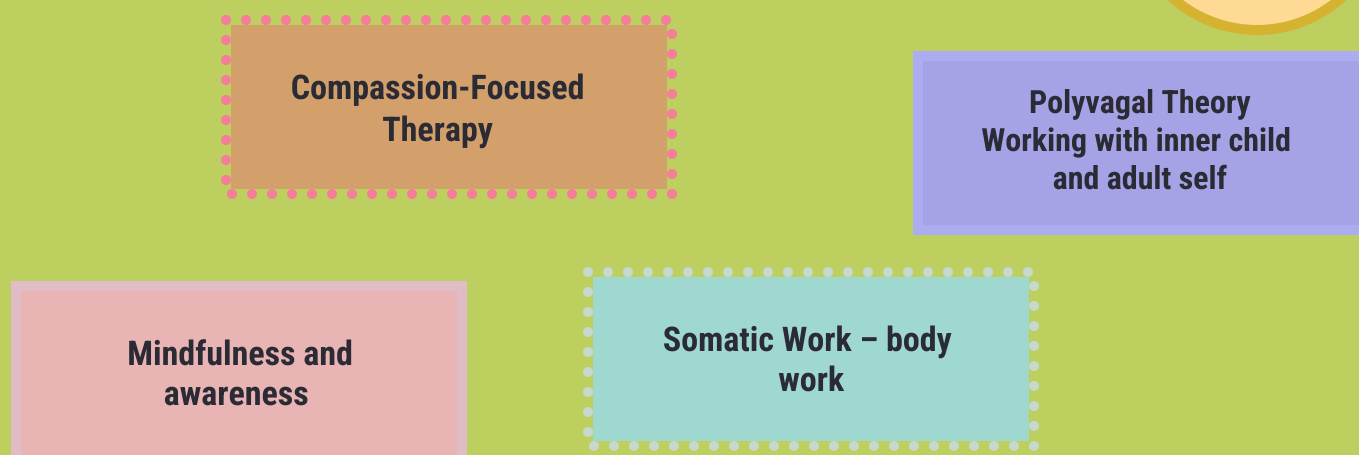 Compassion-Focused
Therapy
Polyvagal Theory
Working with inner child
and adult self
Mindfulness and
awareness
Somatic Work – body
work